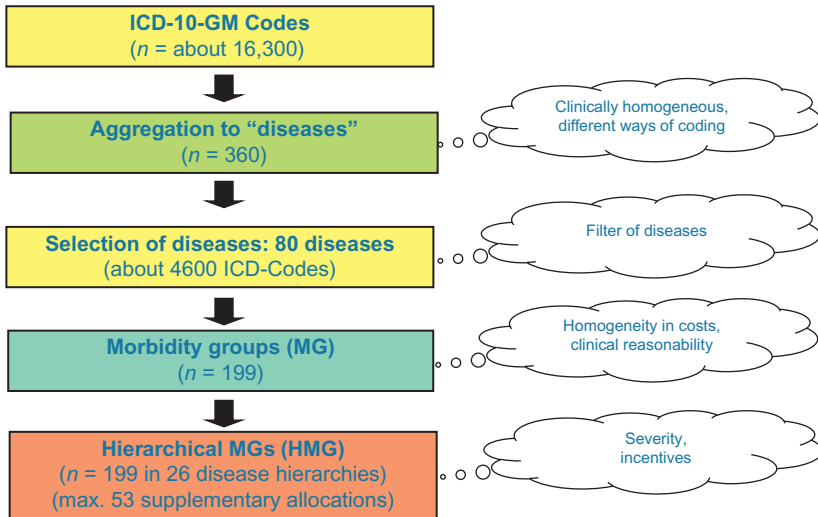 ICD-10-GM Codes
(n = about 16,300)
Aggregation to “diseases”
(n = 360)
Clinically homogeneous,
different ways of coding
Selection of diseases: 80 diseases
(about 4600 ICD-Codes)
Filter of diseases
Morbidity groups (MG)
(n = 199)
Homogeneity in costs,
clinical reasonability
Hierarchical MGs (HMG)
(n = 199 in 26 disease hierarchies)
(max. 53 supplementary allocations)
Severity,
incentives